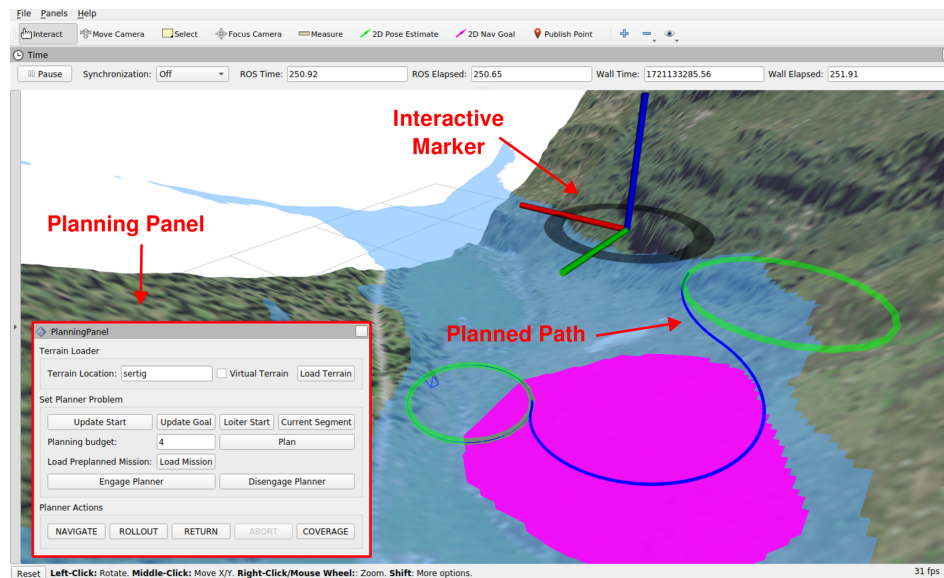 File Panels Help
Interact Move Camera Select Focus Camera Measure 2D Pose Estimate 2D Nav Goal Publish Point
Time
Pause Synchronization: Off ROS Time: 250.92 ROS Elapsed: 250.65 Wall Time: 1721133285.56 Wall Elapsed: 251.91
Interactive
Marker
Planning Panel
Planned Path
PlanningPanel
Terrain Loader
Terrain Location: sertig Virtual Terrain Load Terrain
Set Planner Problem
Update Start Update Goal Loiter Start Current Segment
Planning budget: 4 Plan
Load Preplanned Mission: Load Mission
Engage Planner Disengage Planner
Planner Actions
NAVIGATE ROLLOUT RETURN ABORT COVERAGE
Reset Left-Click: Rotate. Middle-Click: Move X/Y. Right-Click/Mouse Wheel:: Zoom. Shift: More options. 31 fps